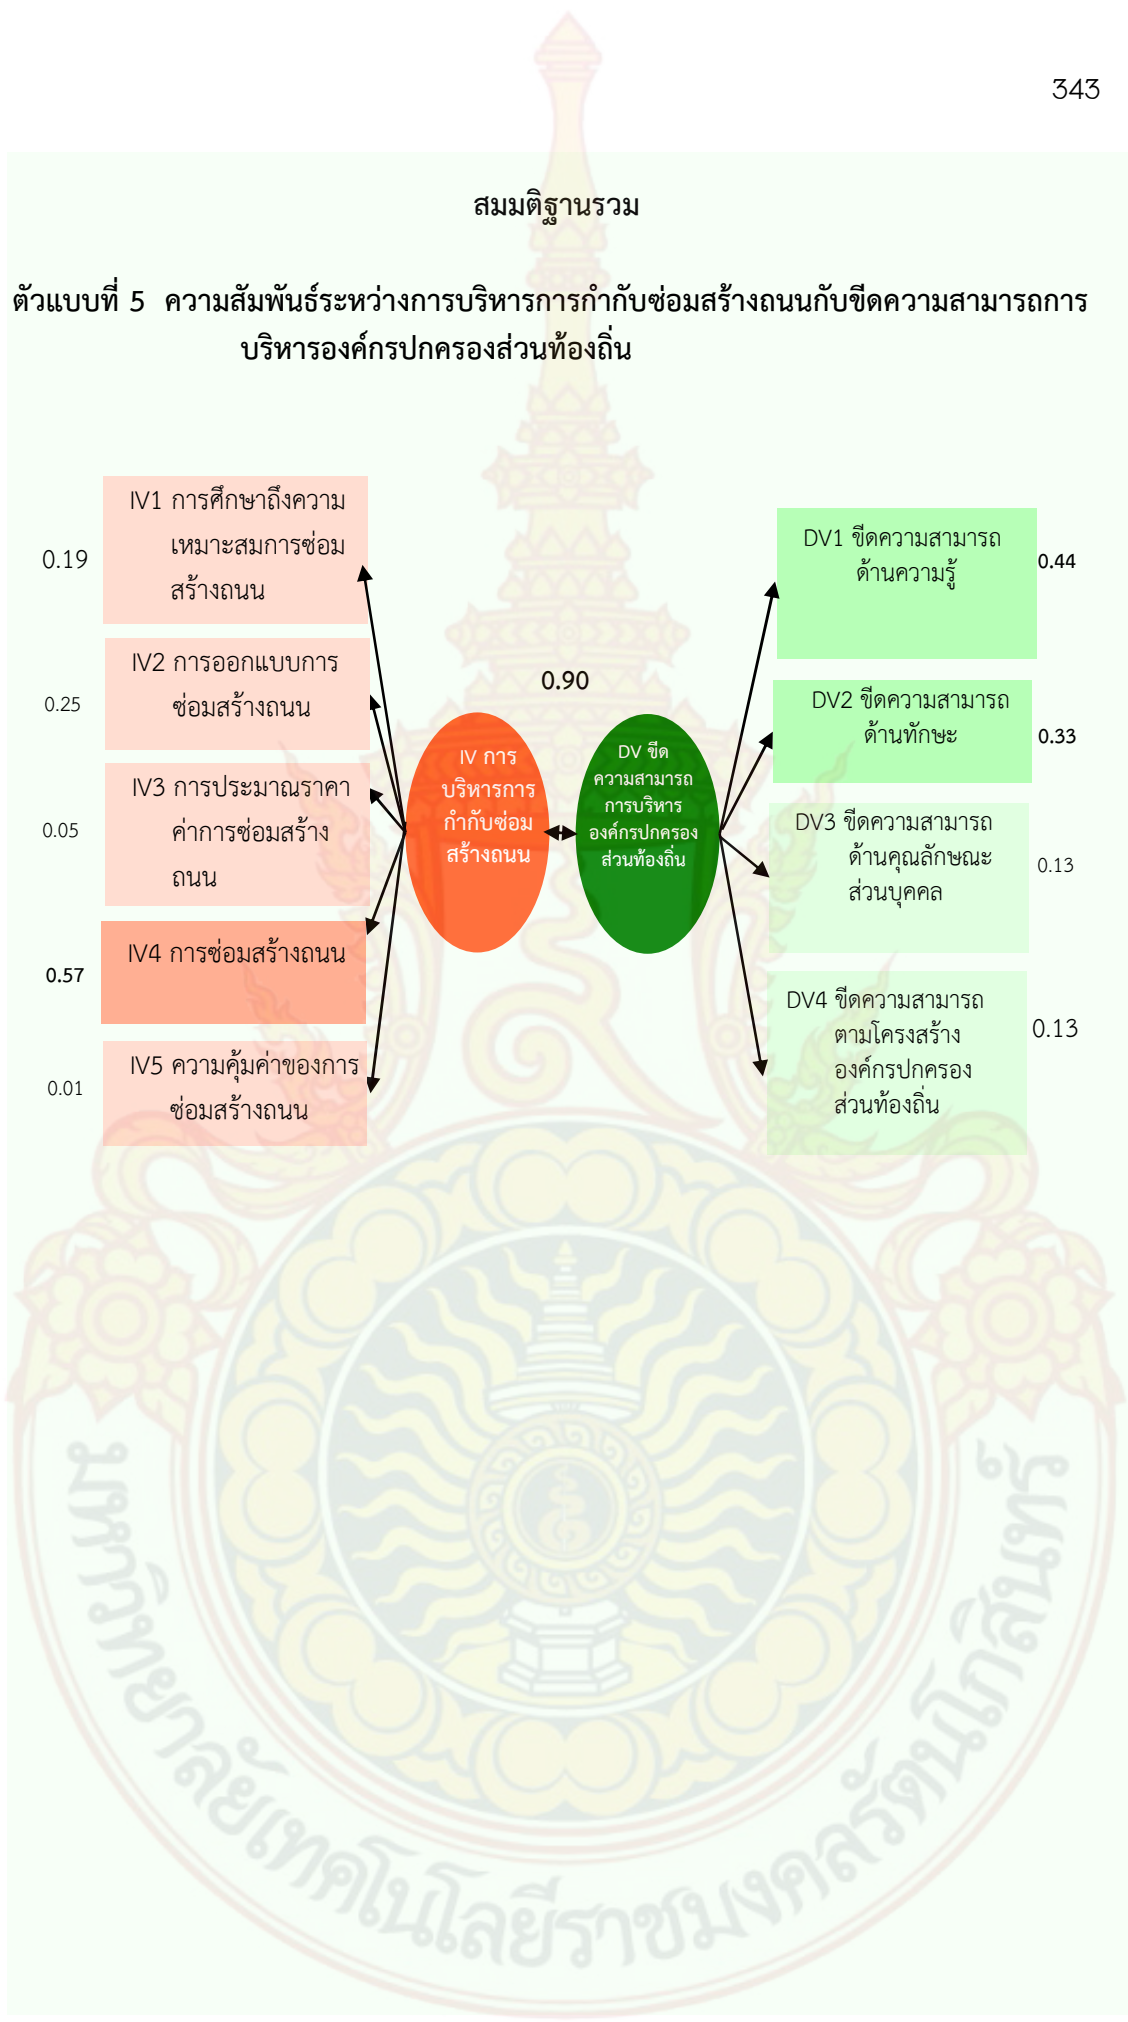 343
สมมติฐานรวม
ตัวแบบที่ 5 ความสัมพันธ์ระหว่างการบริหารการกำกับซ่อมสร้างถนนกับขีดความสามารถการ
บริหารองค์กรปกครองส่วนท้องถิ่น
IV1 การศึกษาถึงความ
เหมาะสมการซ่อม
สร้างถนน
0.19
IV2 การออกแบบการ
ซ่อมสร้างถนน
0.25
IV3 การประมาณราคา
ค่าการซ่อมสร้าง
ถนน
0.05
IV4 การซ่อมสร้างถนน
0.57
IV5 ความคุ้มค่าของการ
ซ่อมสร้างถนน
0.01
0.90
IV การ
บริหารการ
กำกับซ่อม
สร้างถนน
DV ขีด
ความสามารถ
การบริหาร
องค์กรปกครอง
ส่วนท้องถิ่น
DV1 ขีดความสามารถ
ด้านความรู้
0.44
DV2 ขีดความสามารถ
ด้านทักษะ
0.33
DV3 ขีดความสามารถ
ด้านคุณลักษณะ
ส่วนบุคคล
0.13
DV4 ขีดความสามารถ
ตามโครงสร้าง
องค์กรปกครอง
ส่วนท้องถิ่น
0.13
มหาวิทยาลัยเทคโนโลยีราชมงคลรัตนโกสินทร์